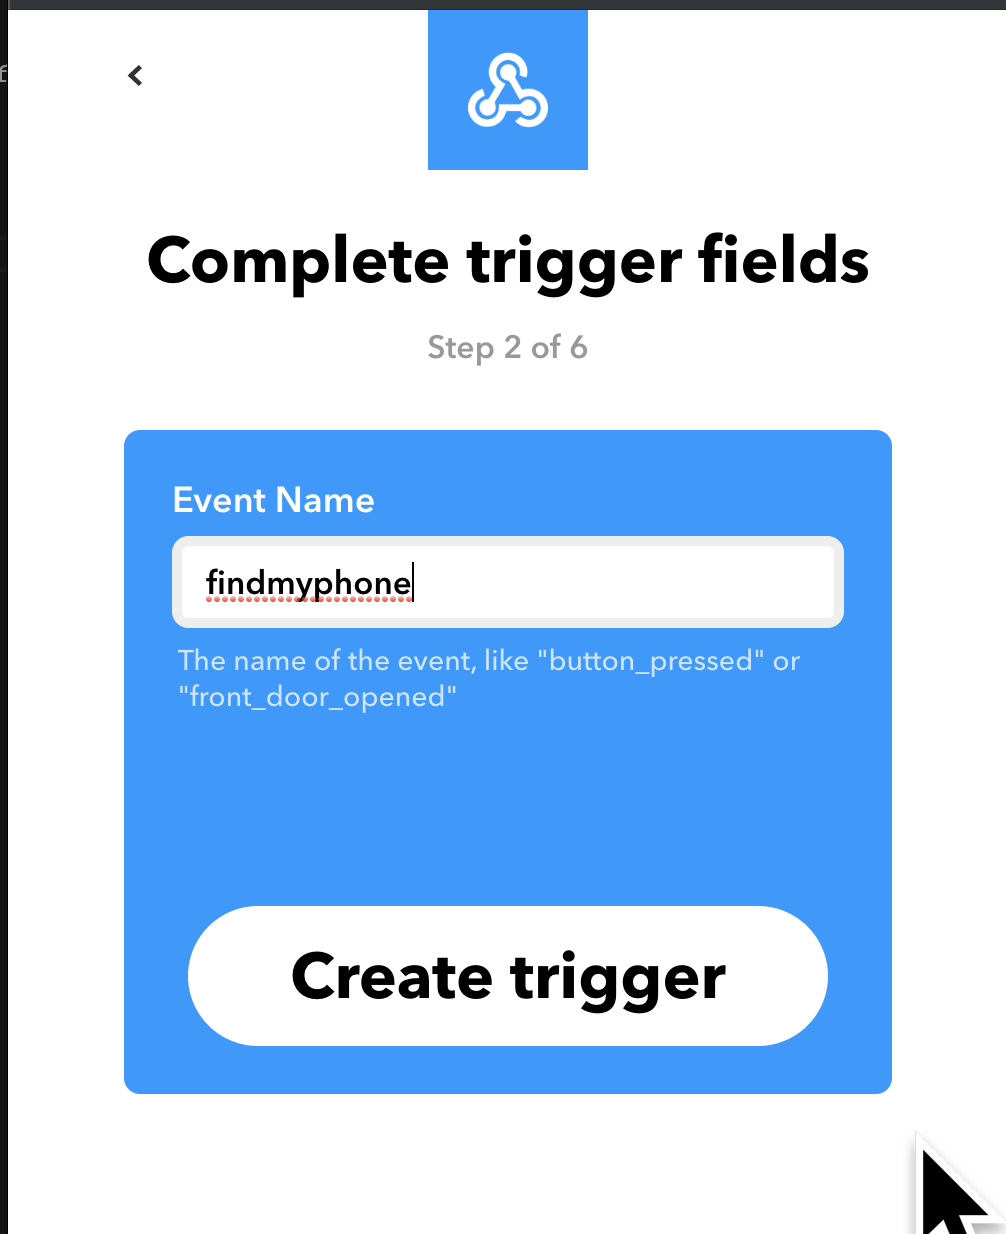 Complete trigger fields
Step 2 of 6
Event Name
findmyphone
The name of the event, like "button_pressed" or
"front_door_opened"
Create trigger